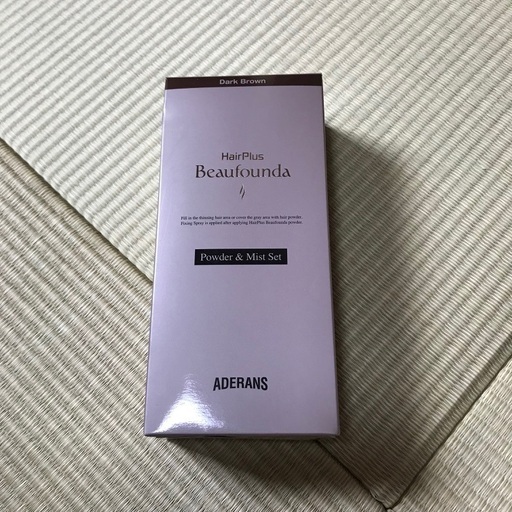 Dark Brown
HairPlus
Beaufounda
Fill in the thinning hair area or cover the gray area with hair powder.
Fixing Spray is applied after applying HairPlus Beaufounda powder.
Powder & Mist Set
ADERANS